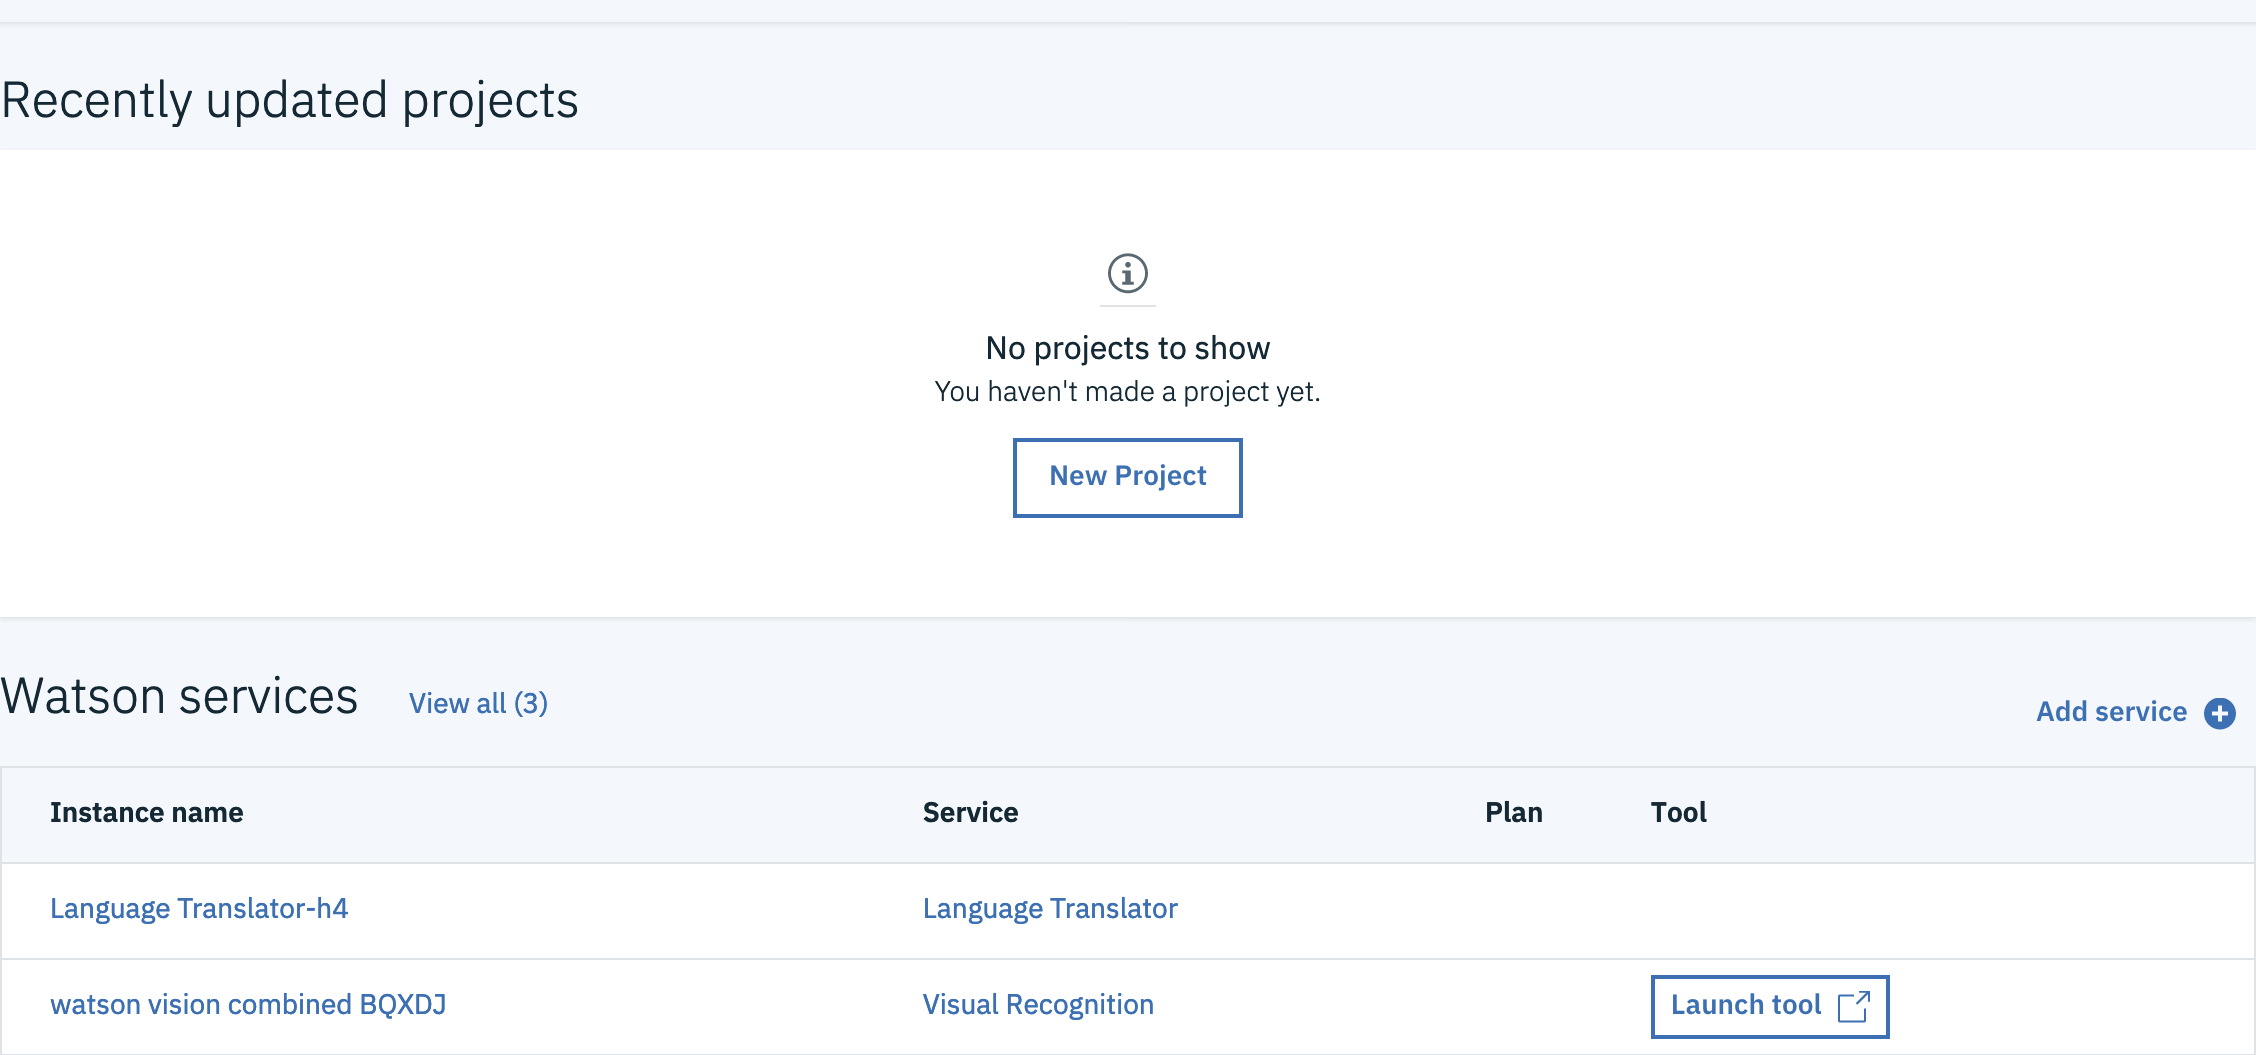 Recently updated projects
No projects to show
You haven't made a project yet.
New Project
Watson services View all (3) Add service
Instance name Service Plan Tool
Language Translator-h4 Language Translator
watson vision combined BQXDJ Visual Recognition Launch tool